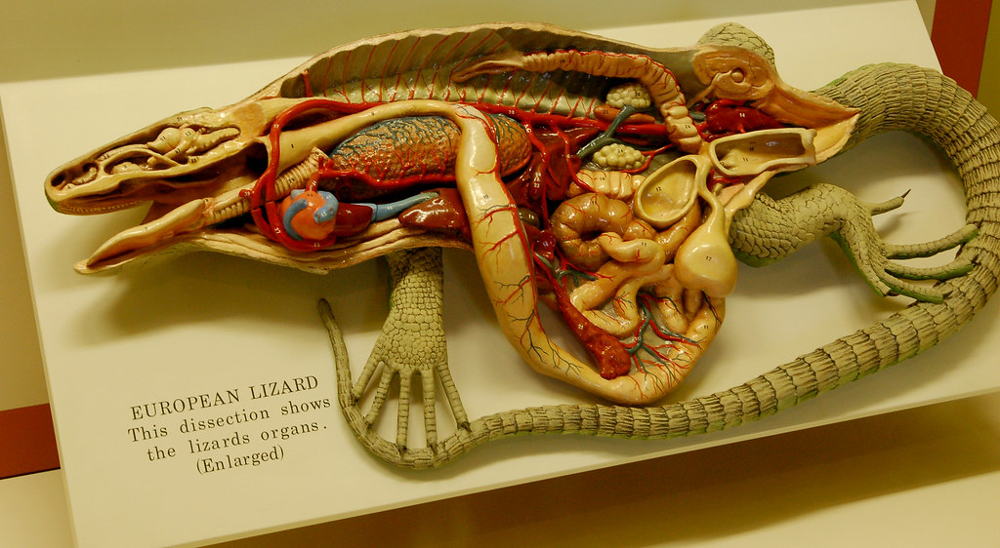 EUROPEAN LIZARD
This dissection shows
the lizards organs.
(Enlarged)